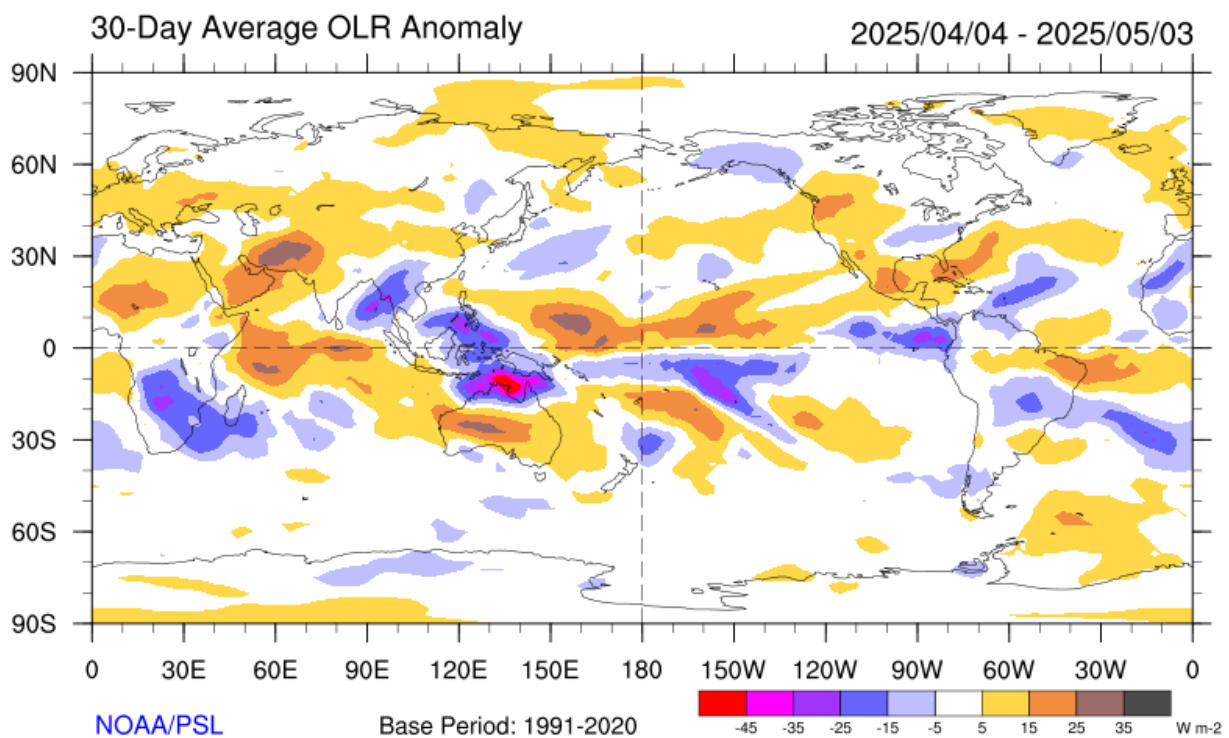 30-Day Average OLR Anomaly 2025/04/04 - 2025/05/03
90N
60N
30N
0
30S
60S
90S
0 30E 60E 90E 120E 150E 180 150W 120W 90W 60W 30W 0
-45 -35 -25 -15 -5 5 15 25 35 W m-2
NOAA/PSL Base Period: 1991-2020